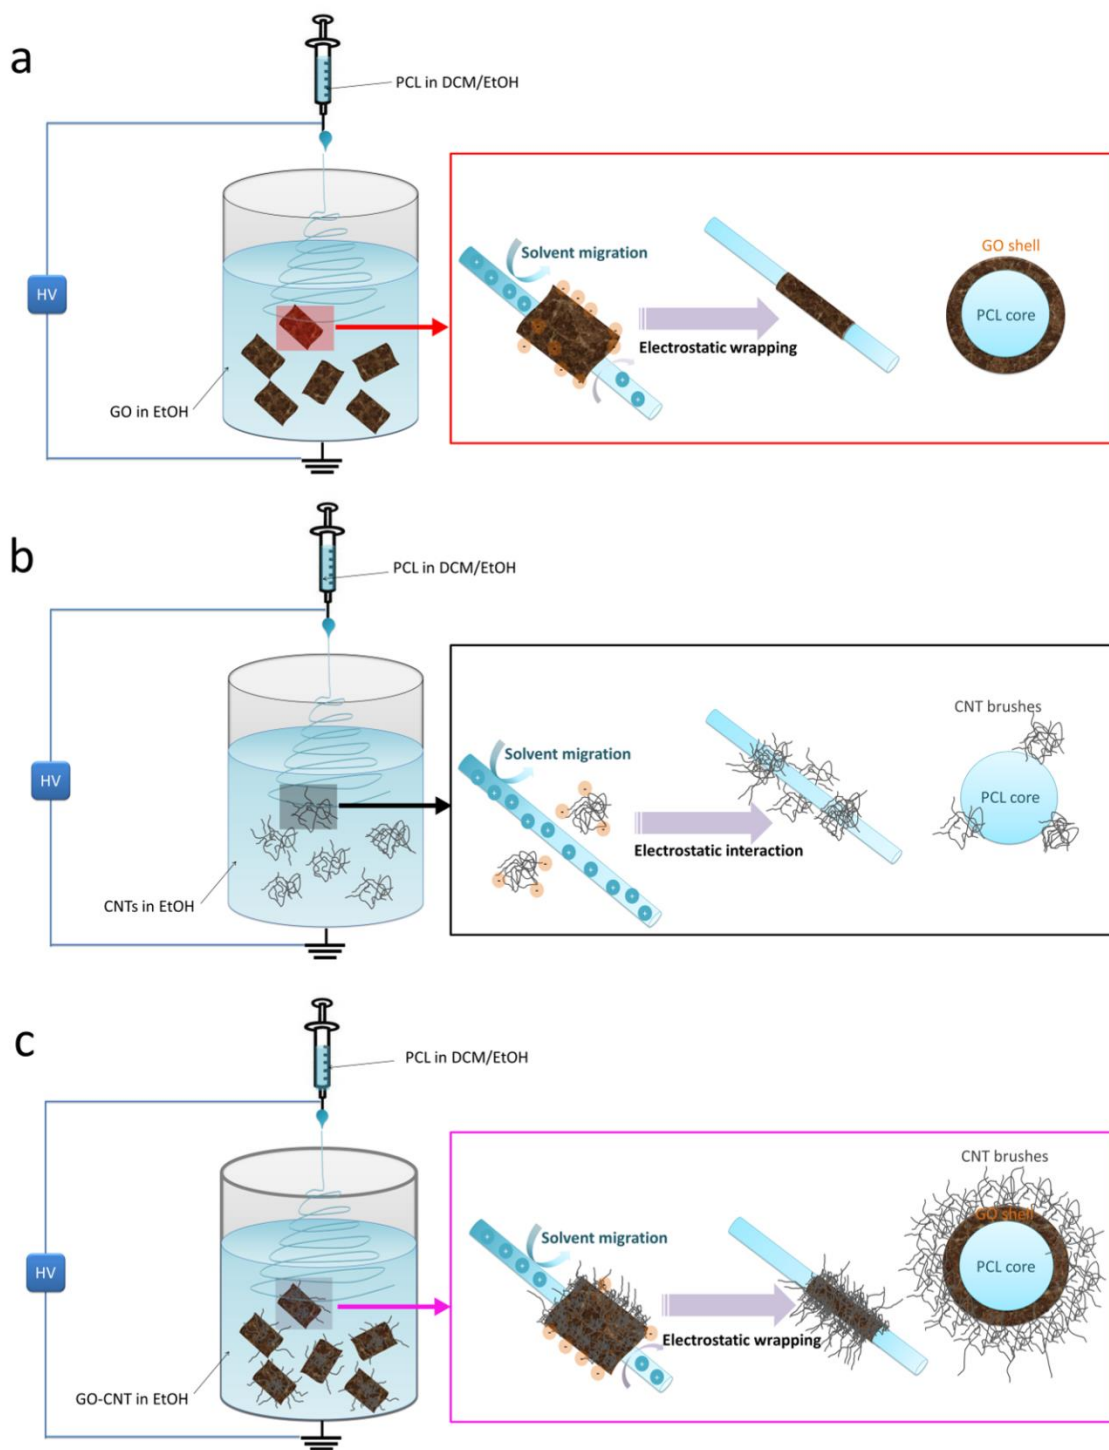 a
PCL in DCM/EtOH
HV
GO in EtOH
Solvent migration
Electrostatic wrapping
GO shell
PCL core
b
PCL in DCM/EtOH
HV
CNTs in EtOH
Solvent migration
Electrostatic interaction
CNT brushes
PCL core
c
PCL in DCM/EtOH
HV
GO-CNT in EtOH
Solvent migration
Electrostatic wrapping
CNT brushes
GO shell
PCL core